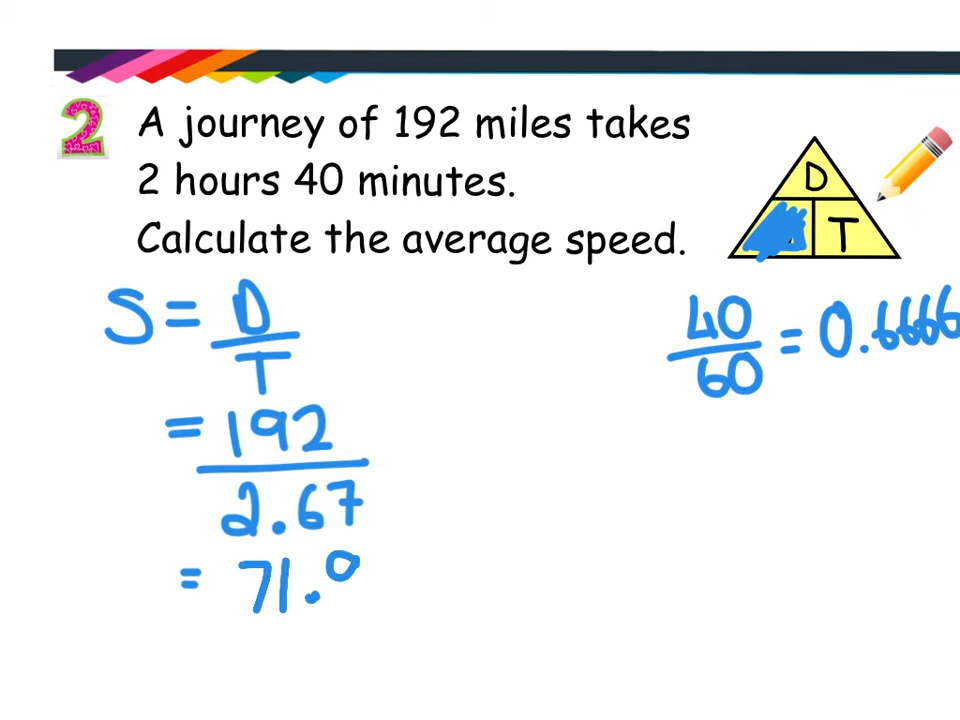 2
A journey of 192 miles takes
2 hours 40 minutes.
Calculate the average speed.
D
T
S = D
T
40
60
= 0.6666
= 192
2.67
= 71.9